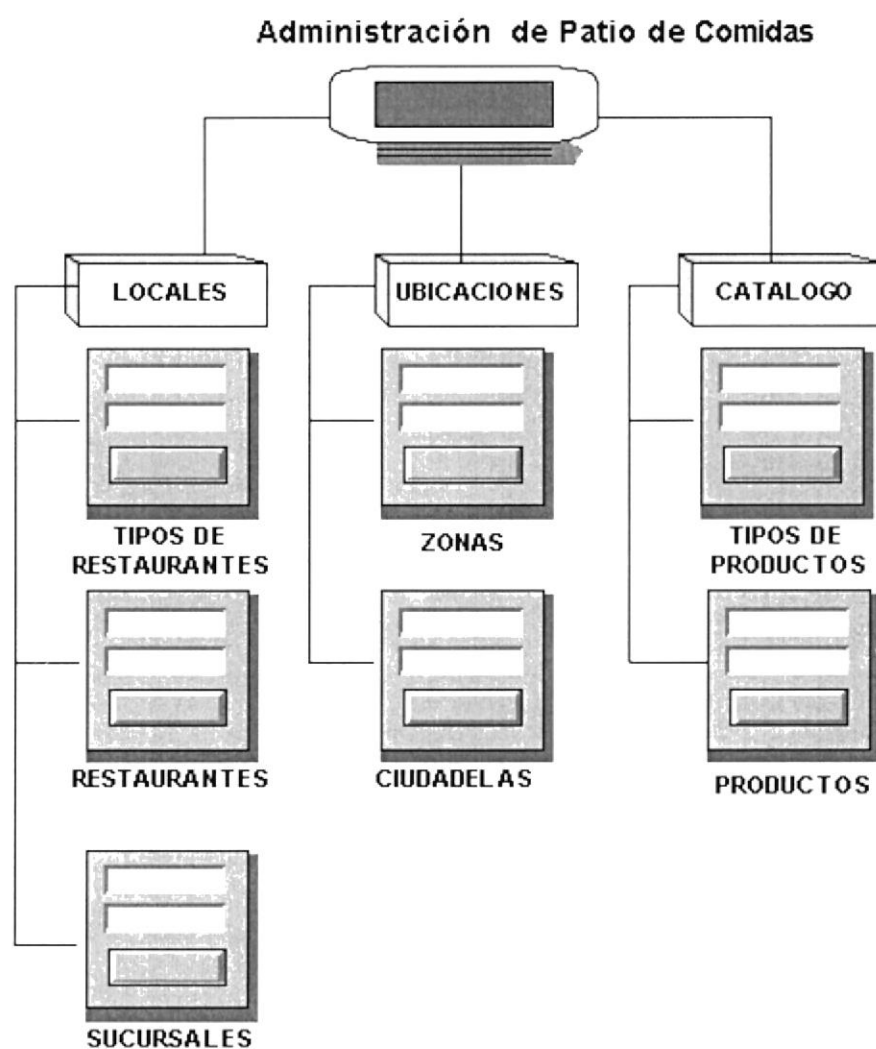 Administración de Patio de Comidas
LOCALES
UBICACIONES
CATALOGO
TIPOS DE
RESTAURANTES
ZONAS
TIPOS DE
PRODUCTOS
RESTAURANTES
CIUDADELAS
PRODUCTOS
SUCURSALES